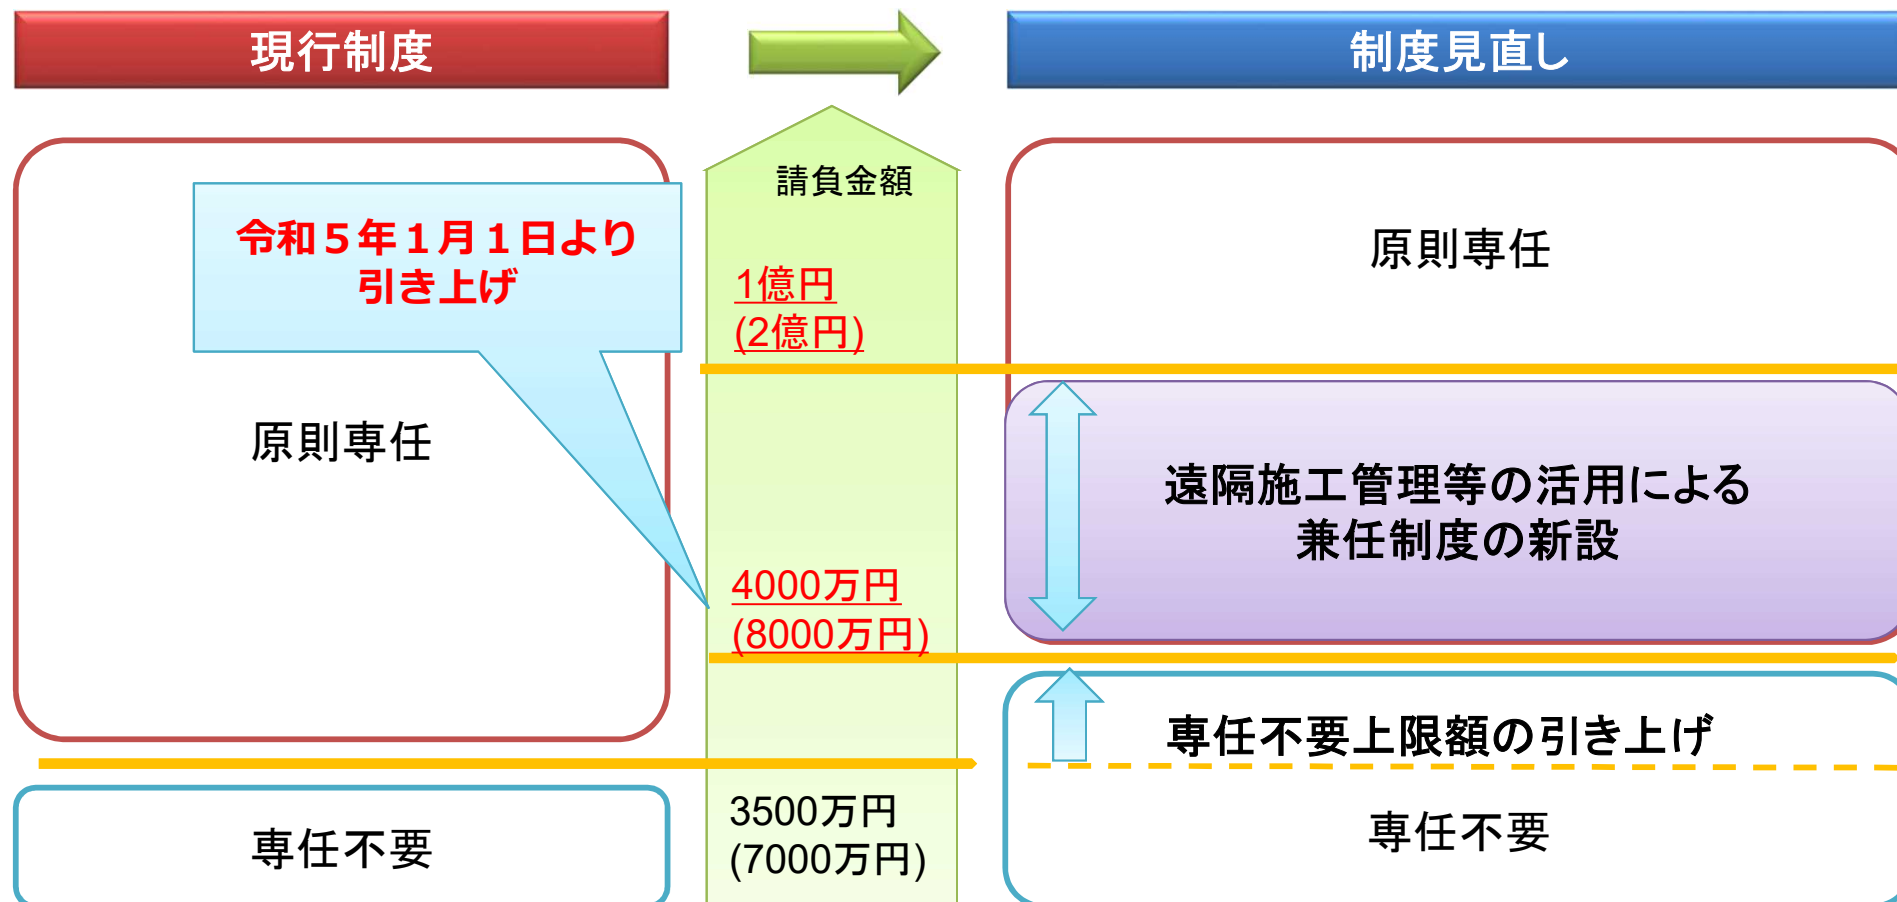 現行制度
制度見直し
請負金額
令和５年１月１日より
引き上げ
1億円
(2億円)
原則専任
原則専任
遠隔施工管理等の活用による
兼任制度の新設
4000万円
(8000万円)
専任不要上限額の引き上げ
3500万円
(7000万円)
専任不要
専任不要